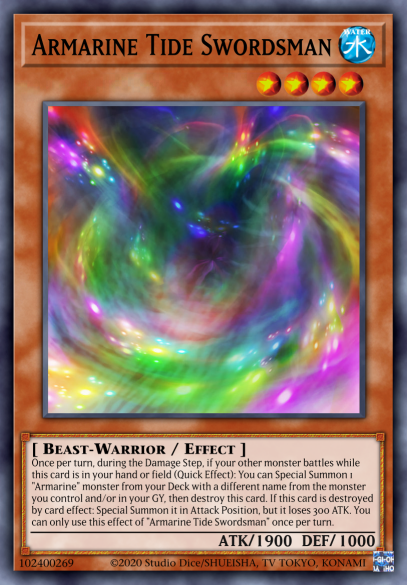 ARMARINE TIDE SWORDSMAN
WATER
水
[ BEAST-WARRIOR / EFFECT ]
Once per turn, during the Damage Step, if your other monster battles while
this card is in your hand or field (Quick Effect): You can Special Summon 1
"Armarine" monster from your Deck with a different name from the monster
you control and/or in your GY, then destroy this card. If this card is destroyed
by card effect: Special Summon it in Attack Position, but it loses 300 ATK. You
can only use this effect of "Armarine Tide Swordsman" once per turn.
ATK/1900 DEF/1000
102400269 ©2020 Studio Dice/SHUEISHA, TV TOKYO, KONAMI